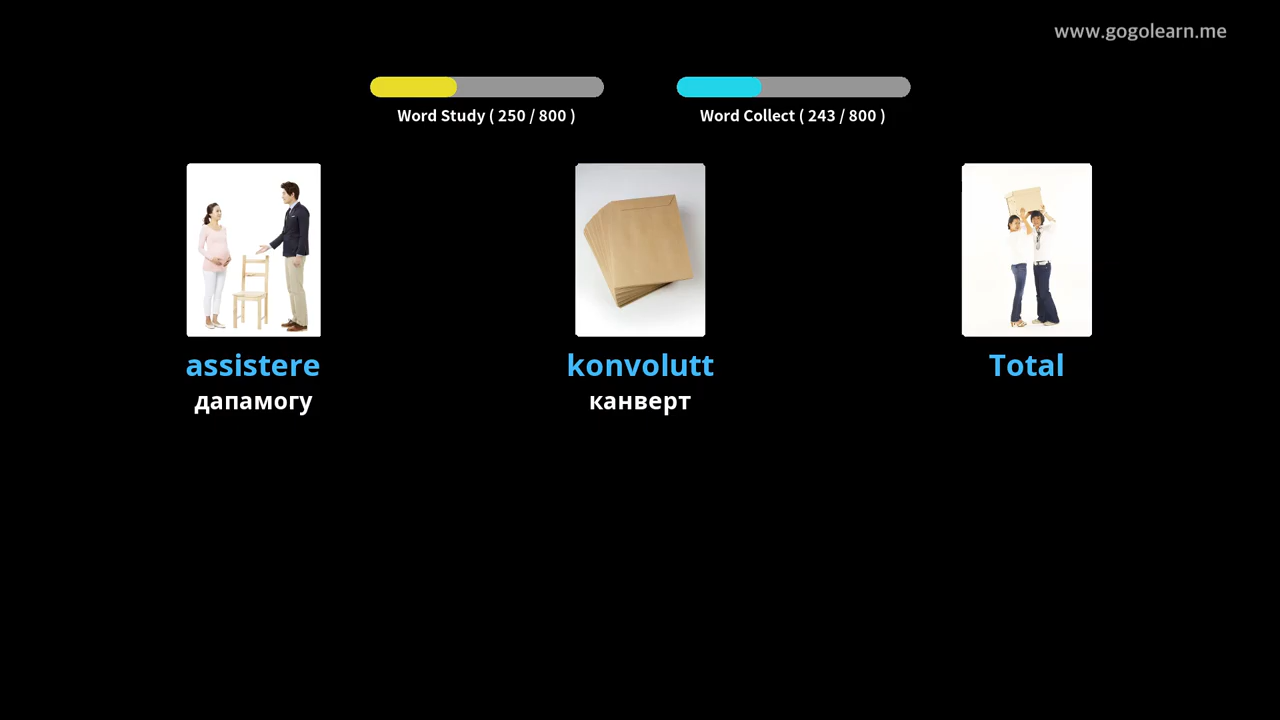 www.gogolearn.me
Word Study ( 250 / 800 )
Word Collect ( 243 / 800 )
assistere
konvolutt
Total
дапамогу
канверт